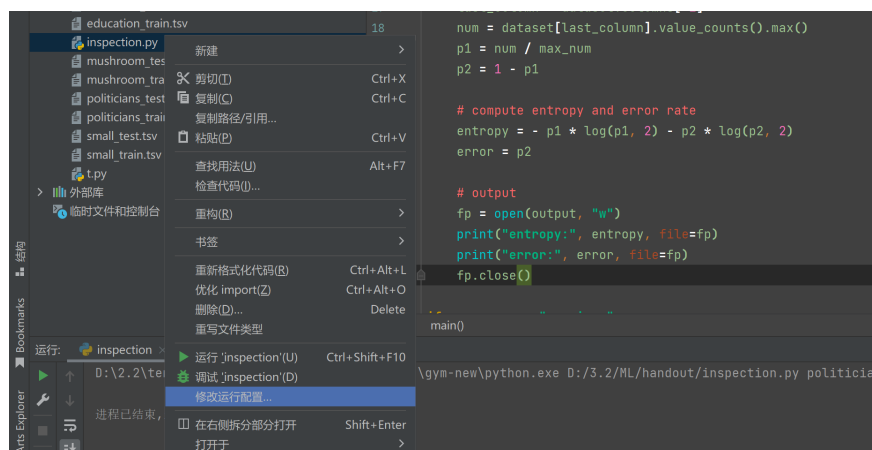 education_train.tsv
inspection.py
mushroom_tes
mushroom_tra
politicians_test
politicians_train
small_test.tsv
small_train.tsv
t.py
外部库
临时文件和控制台
结构
Bookmarks
新建
剪切(T) Ctrl+X
复制(C) Ctrl+C
复制路径/引用...
粘贴(P) Ctrl+V
查找用法(U) Alt+F7
检查代码(I)...
重构(R)
书签
重新格式化代码(R) Ctrl+Alt+L
优化 import(Z) Ctrl+Alt+O
删除(D)... Delete
重写文件类型
运行 'inspection'(U) Ctrl+Shift+F10
调试 'inspection'(D)
修改运行配置...
在右侧拆分部分打开 Shift+Enter
打开于
18
num = dataset[last_column].value_counts().max()
p1 = num / max_num
p2 = 1 - p1
# compute entropy and error rate
entropy = - p1 * log(p1, 2) - p2 * log(p2, 2)
error = p2
# output
fp = open(output, "w")
print("entropy:", entropy, file=fp)
print("error:", error, file=fp)
fp.close()
main()
运行: inspection
D:\2.2\te
\gym-new\python.exe D:/3.2/ML/handout/inspection.py politicia
进程已结束,